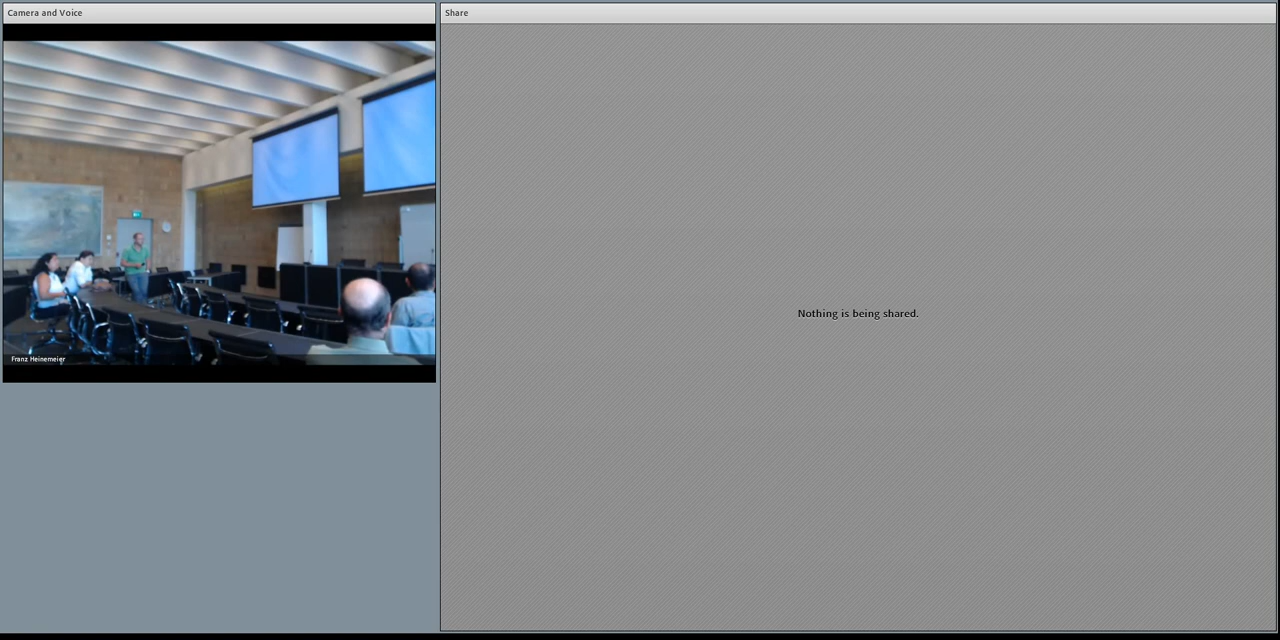 Camera and Voice
Share
Nothing is being shared.
Franz Heinemeier